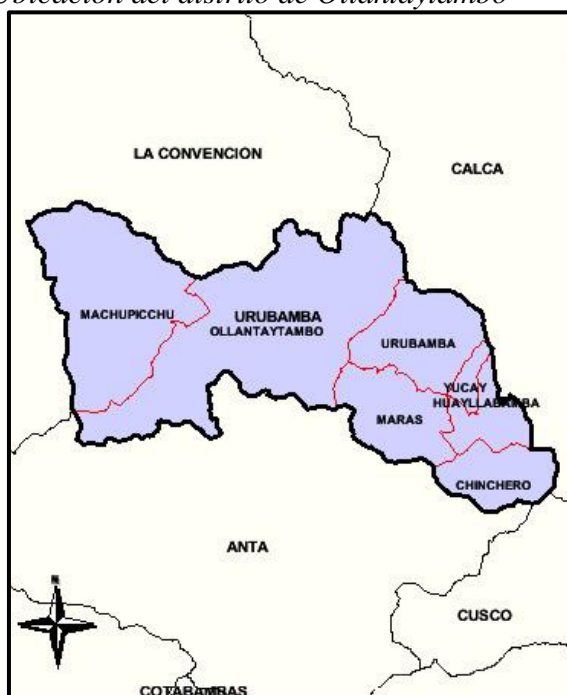 Ubicación del distrito de Ollantaytambo
LA CONVENCION
CALCA
MACHUPICCHU
URUBAMBA
OLLANTAYTAMBO
URUBAMBA
YUCAY
HUAYLLABAMBA
MARAS
CHINCHERO
ANTA
N
CUSCO
COTABAMBAS